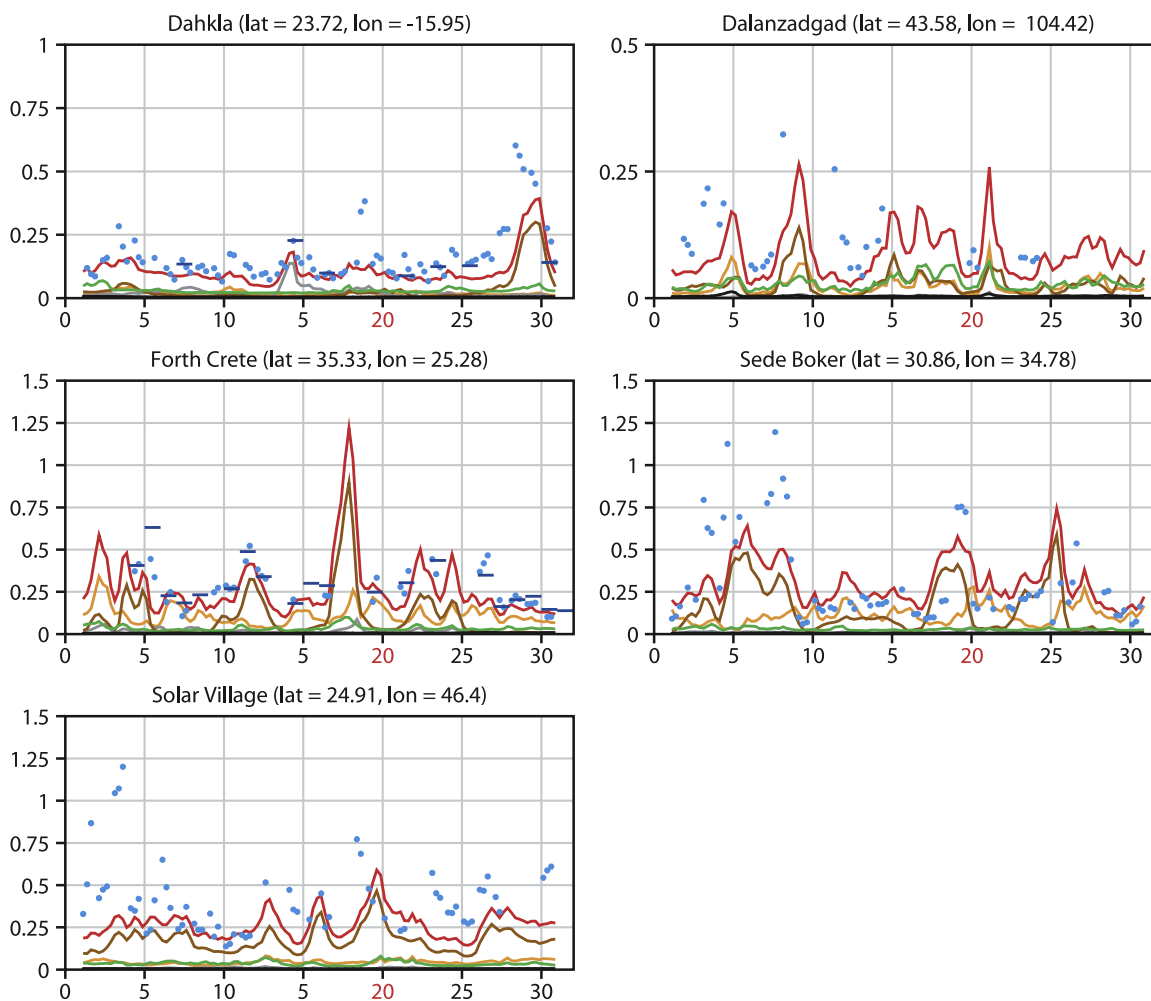 Dahkla (lat = 23.72, lon = -15.95)
1
0.75
0.5
0.25
0
0 5 10 15 20 25 30
Dalanzadgad (lat = 43.58, lon = 104.42)
0.5
0.25
0
0 5 10 15 20 25 30
Forth Crete (lat = 35.33, lon = 25.28)
1.5
1.25
1
0.75
0.5
0.25
0
0 5 10 15 20 25 30
Sede Boker (lat = 30.86, lon = 34.78)
1.5
1.25
1
0.75
0.5
0.25
0
0 5 10 5 20 25 30
Solar Village (lat = 24.91, lon = 46.4)
1.5
1.25
1
0.75
0.5
0.25
0
0 5 10 5 20 25 30